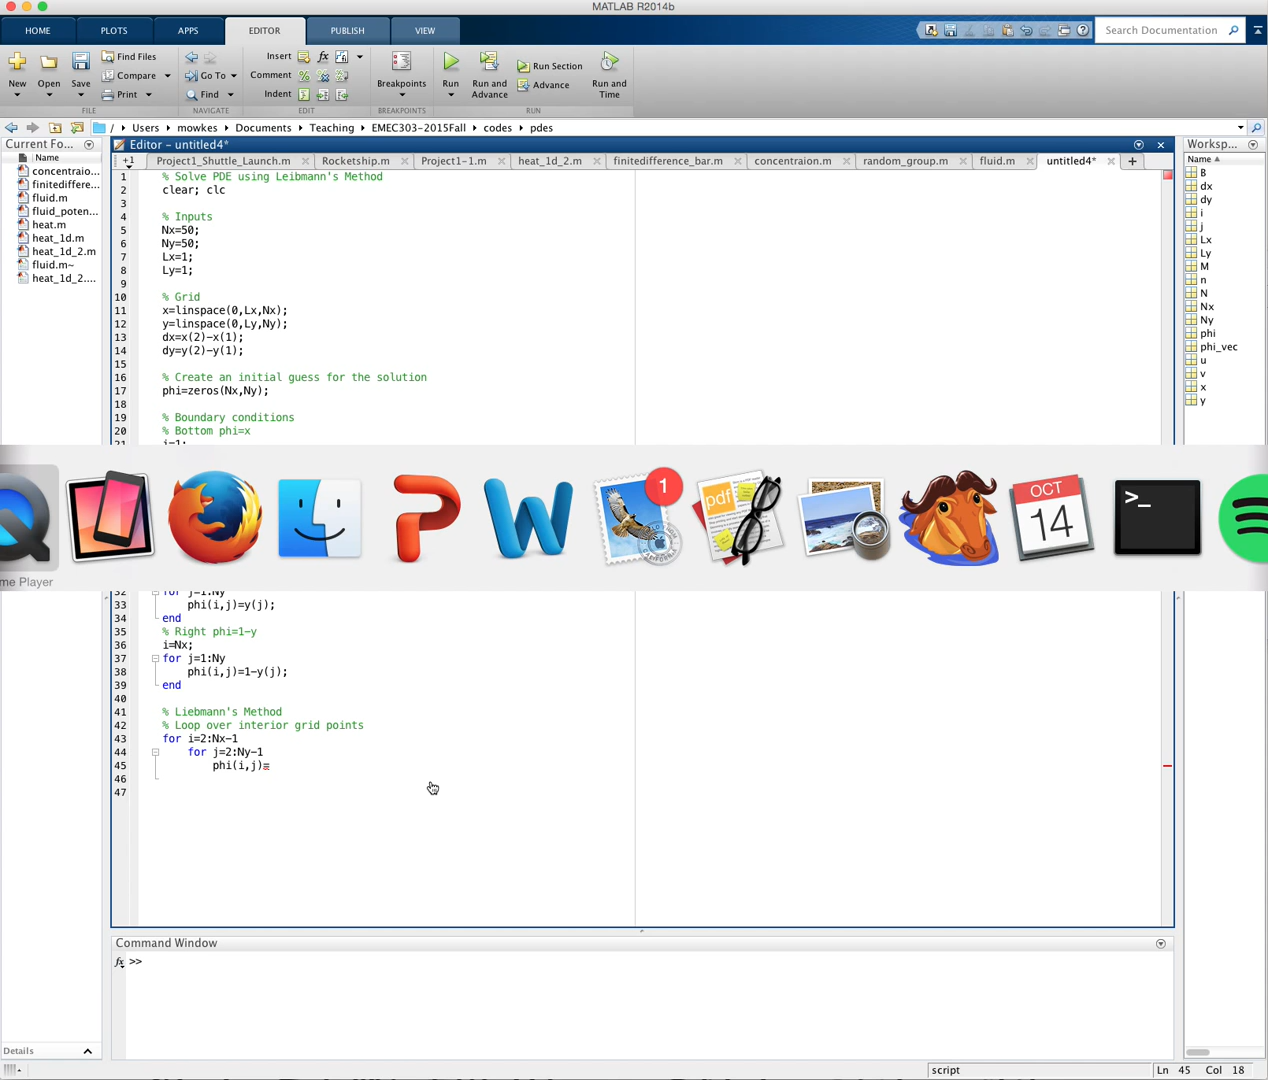 MATLAB R2014b
HOME PLOTS APPS EDITOR PUBLISH VIEW
Search Documentation
New Open Save Find Files Compare Print
Go To Find
Insert Comment Indent
Breakpoints
Run Run and Advance Run Section Advance Run and Time
FILE NAVIGATE EDIT BREAKPOINTS RUN
/ Users mowkes Documents Teaching EMEC303-2015Fall codes pdes
Current Fo...
Name
concentraio...
finitediffere...
fluid.m
fluid_poten...
heat.m
heat_1d.m
heat_1d_2.m
fluid.m~
heat_1d_2....
Editor - untitled4*
+1 Project1_Shuttle_Launch.m Rocketship.m Project1-1.m heat_1d_2.m finitedifference_bar.m concentraion.m random_group.m fluid.m untitled4* +
1 % Solve PDE using Leibmann's Method
2 clear; clc
3
4 % Inputs
5 Nx=50;
6 Ny=50;
7 Lx=1;
8 Ly=1;
9
10 % Grid
11 x=linspace(0,Lx,Nx);
12 y=linspace(0,Ly,Ny);
13 dx=x(2)-x(1);
14 dy=y(2)-y(1);
15
16 % Create an initial guess for the solution
17 phi=zeros(Nx,Ny);
18
19 % Boundary conditions
20 % Bottom phi=x
21 j=1;
me Player
1
pdf
OCT
14
>_
32 for j=1:Ny
33 phi(i,j)=y(j);
34 end
35 % Right phi=1-y
36 i=Nx;
37 for j=1:Ny
38 phi(i,j)=1-y(j);
39 end
40
41 % Liebmann's Method
42 % Loop over interior grid points
43 for i=2:Nx-1
44 for j=2:Ny-1
45 phi(i,j)=
46
47
Worksp...
Name
B
dx
dy
i
j
Lx
Ly
M
n
N
Nx
Ny
phi
phi_vec
u
v
x
y
Command Window
fx >>
Details
script
Ln 45 Col 18